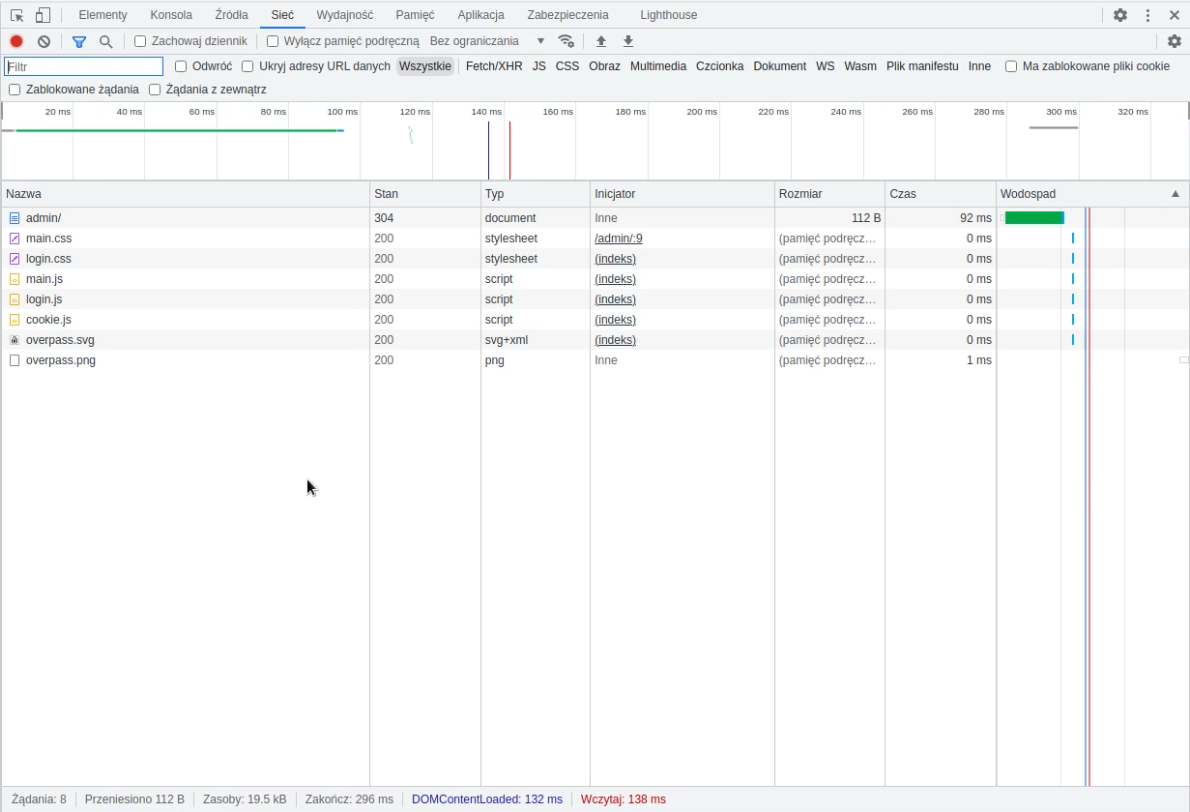 Elementy Konsola Źródła Sieć Wydajność Pamięć Aplikacja Zabezpieczenia Lighthouse
Zachowaj dziennik Wyłącz pamięć podręczną Bez ograniczania
Filtr Odwróć Ukryj adresy URL danych Wszystkie Fetch/XHR JS CSS Obraz Multimedia Czcionka Dokument WS Wasm Plik manifestu Inne Ma zablokowane pliki cookie
Zablokowane żądania Żądania z zewnątrz
20 ms 40 ms 60 ms 80 ms 100 ms 120 ms 140 ms 160 ms 180 ms 200 ms 220 ms 240 ms 260 ms 280 ms 300 ms 320 ms
Nazwa Stan Typ Inicjator Rozmiar Czas Wodospad
admin/ 304 document Inne 112 B 92 ms
main.css 200 stylesheet /admin/:9 (pamięć podręcz… 0 ms
login.css 200 stylesheet (indeks) (pamięć podręcz… 0 ms
main.js 200 script (indeks) (pamięć podręcz… 0 ms
login.js 200 script (indeks) (pamięć podręcz… 0 ms
cookie.js 200 script (indeks) (pamięć podręcz… 0 ms
overpass.svg 200 svg+xml (indeks) (pamięć podręcz… 0 ms
overpass.png 200 png Inne (pamięć podręcz… 1 ms
Żądania: 8 Przeniesiono 112 B Zasoby: 19.5 kB Zakończ: 296 ms DOMContentLoaded: 132 ms Wczytaj: 138 ms